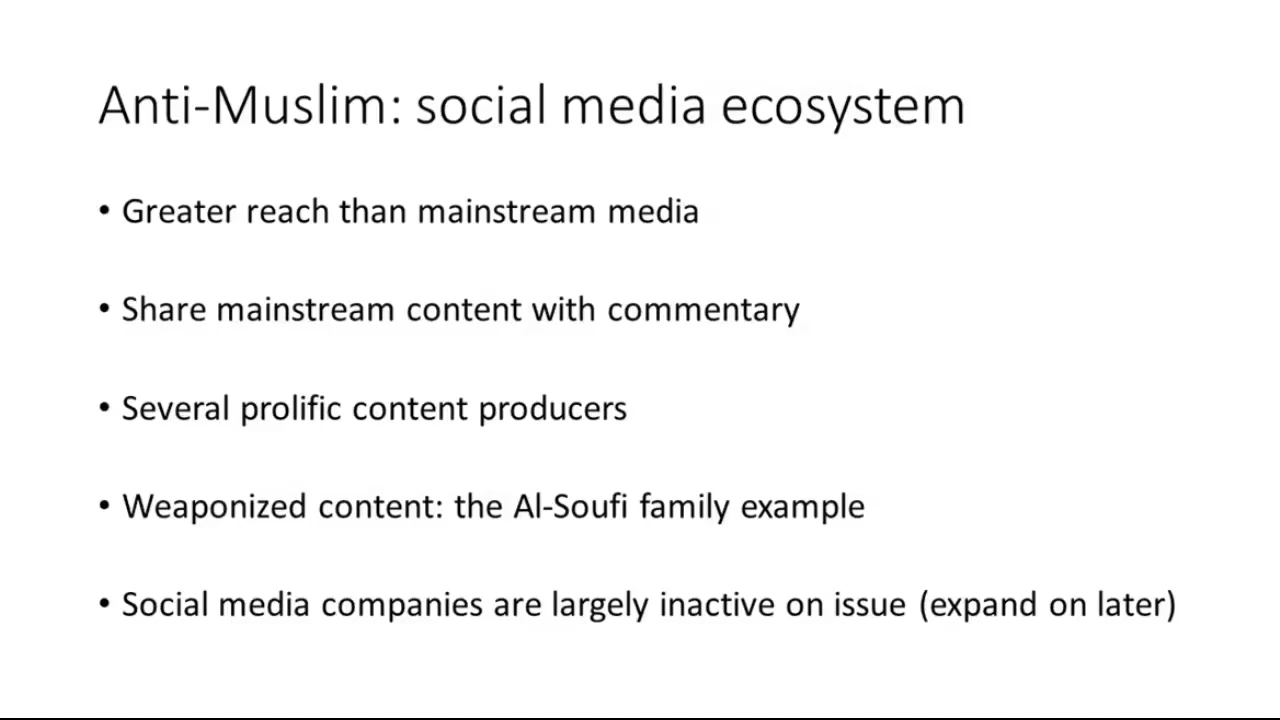 Anti-Muslim: social media ecosystem
• Greater reach than mainstream media
• Share mainstream content with commentary
• Several prolific content producers
• Weaponized content: the Al-Soufi family example
• Social media companies are largely inactive on issue (expand on later)